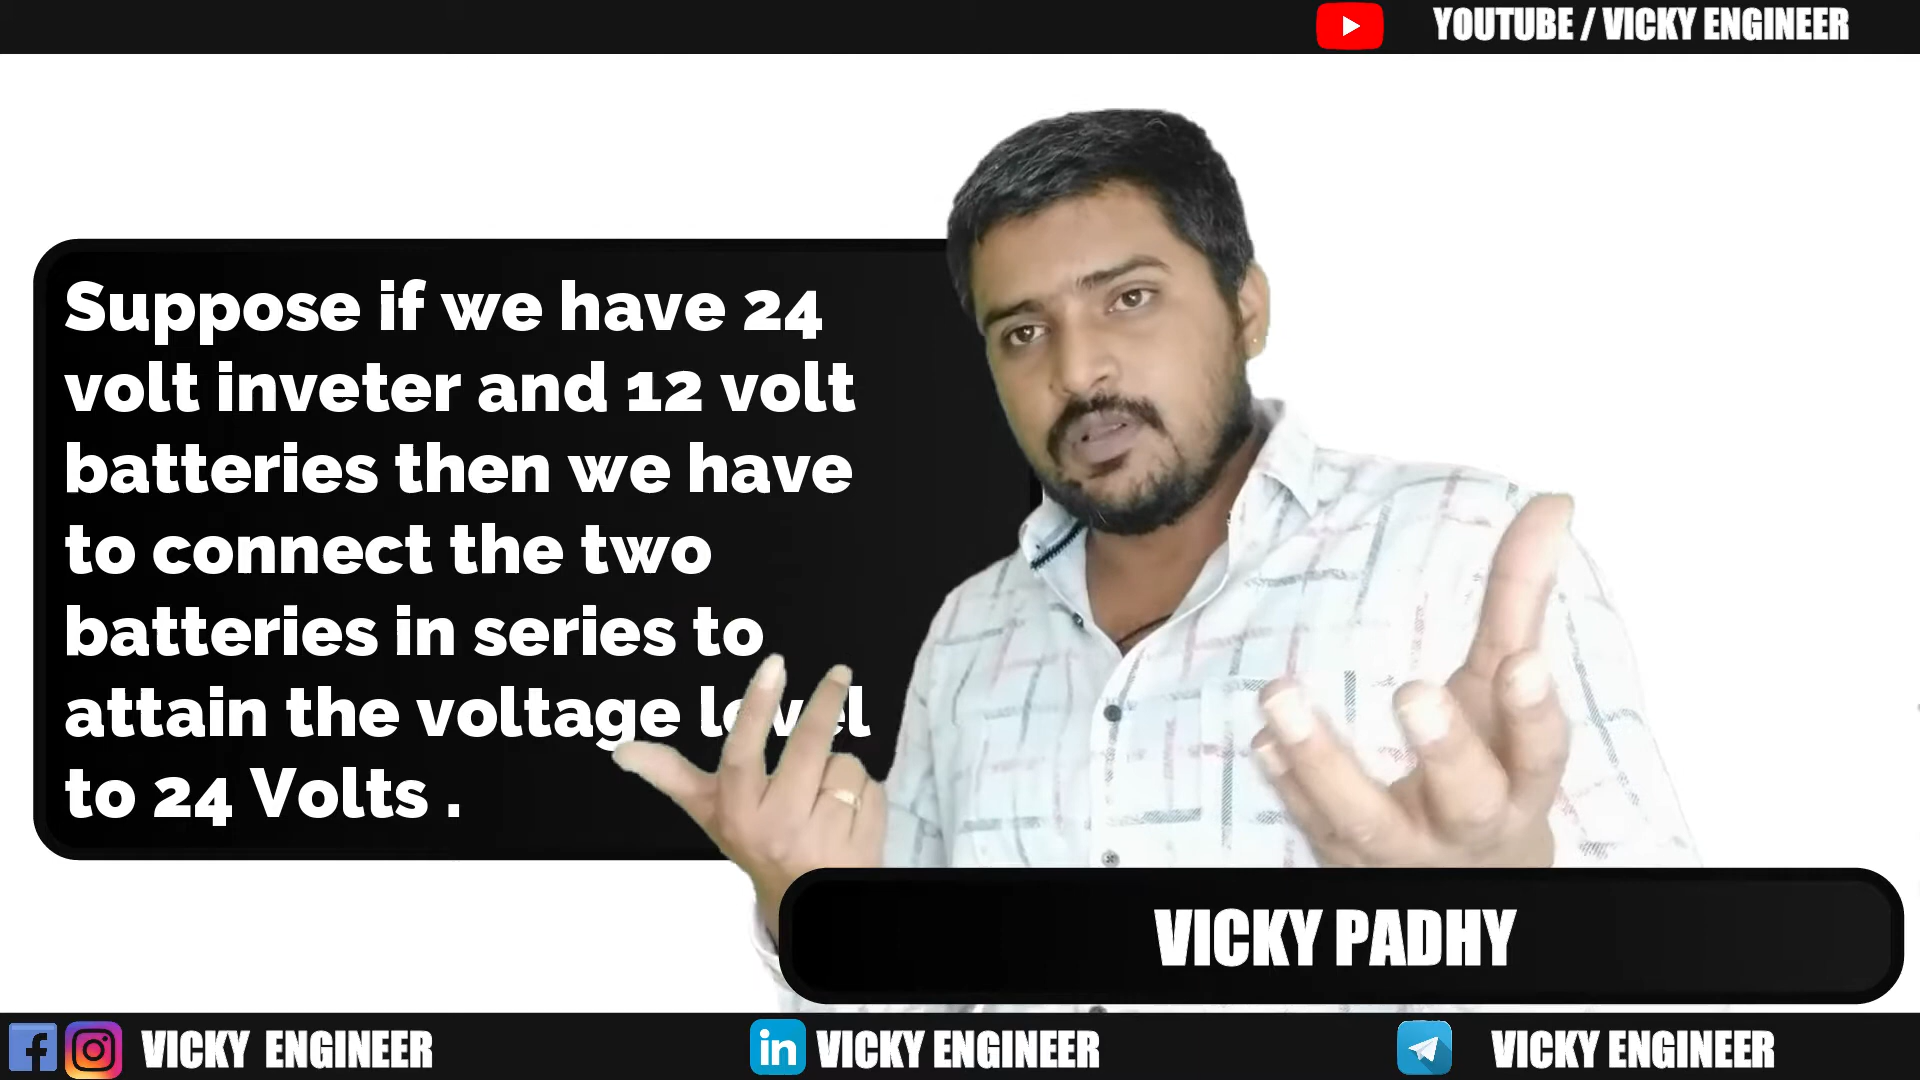 YOUTUBE / VICKY ENGINEER
Suppose if we have 24
volt inveter and 12 volt
batteries then we have
to connect the two
batteries in series to
attain the voltage level
to 24 Volts .
VICKY PADHY
VICKY ENGINEER
VICKY ENGINEER
VICKY ENGINEER